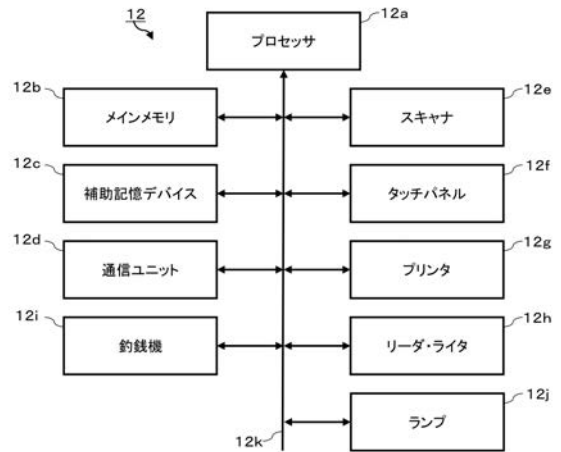 12
12a
プロセッサ
12b
メインメモリ
12e
スキャナ
12c
補助記憶デバイス
12f
タッチパネル
12d
通信ユニット
12g
プリンタ
12i
釣銭機
12h
リーダ・ライタ
12j
ランプ
12k